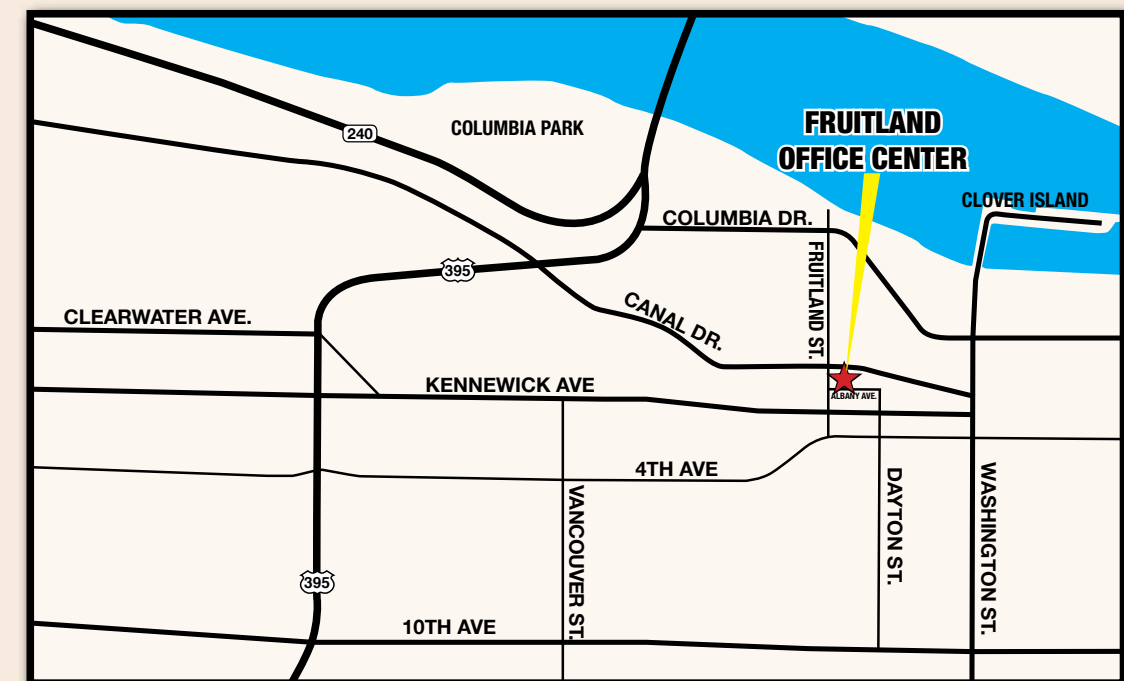 240
COLUMBIA PARK
FRUITLAND
OFFICE CENTER
CLOVER ISLAND
COLUMBIA DR.
FRUITLAND ST.
395
CANAL DR.
CLEARWATER AVE.
KENNEWICK AVE
ALBANY AVE.
4TH AVE
VANCOUVER ST.
DAYTON ST.
WASHINGTON ST.
395
10TH AVE